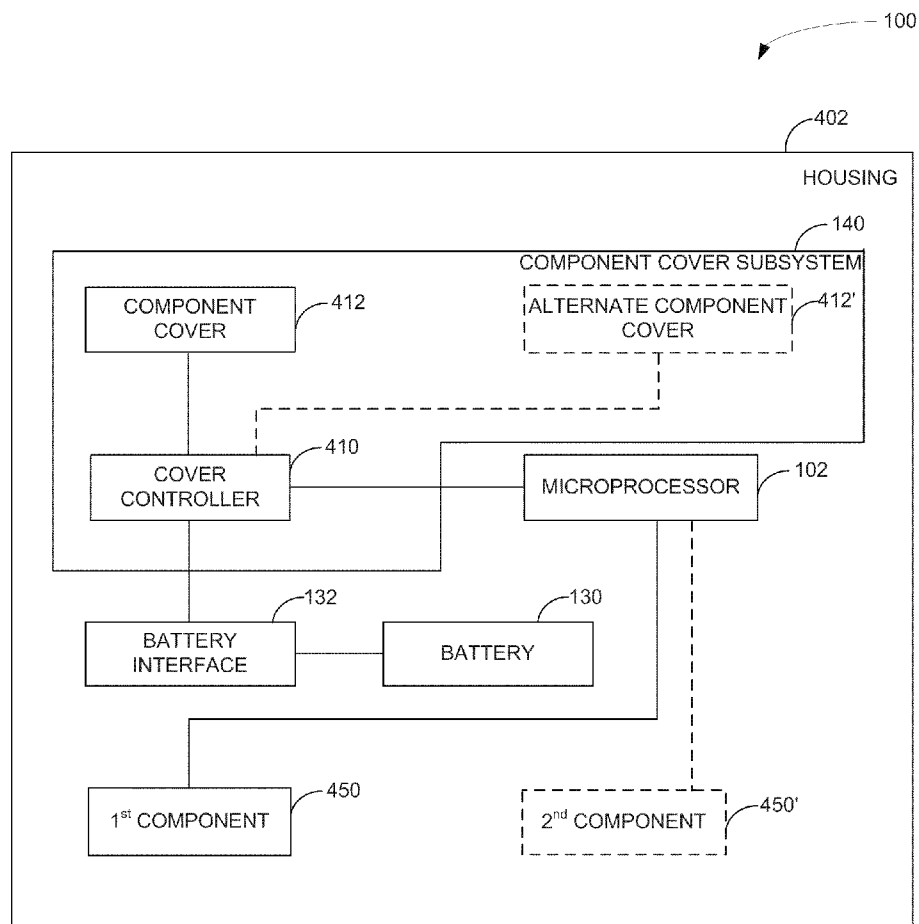 100
402
HOUSING
140
COMPONENT COVER SUBSYSTEM
COMPONENT
COVER
412
ALTERNATE COMPONENT
COVER
412'
410
COVER
CONTROLLER
102
MICROPROCESSOR
132
BATTERY
INTERFACE
130
BATTERY
1st COMPONENT
450
2nd COMPONENT
450'